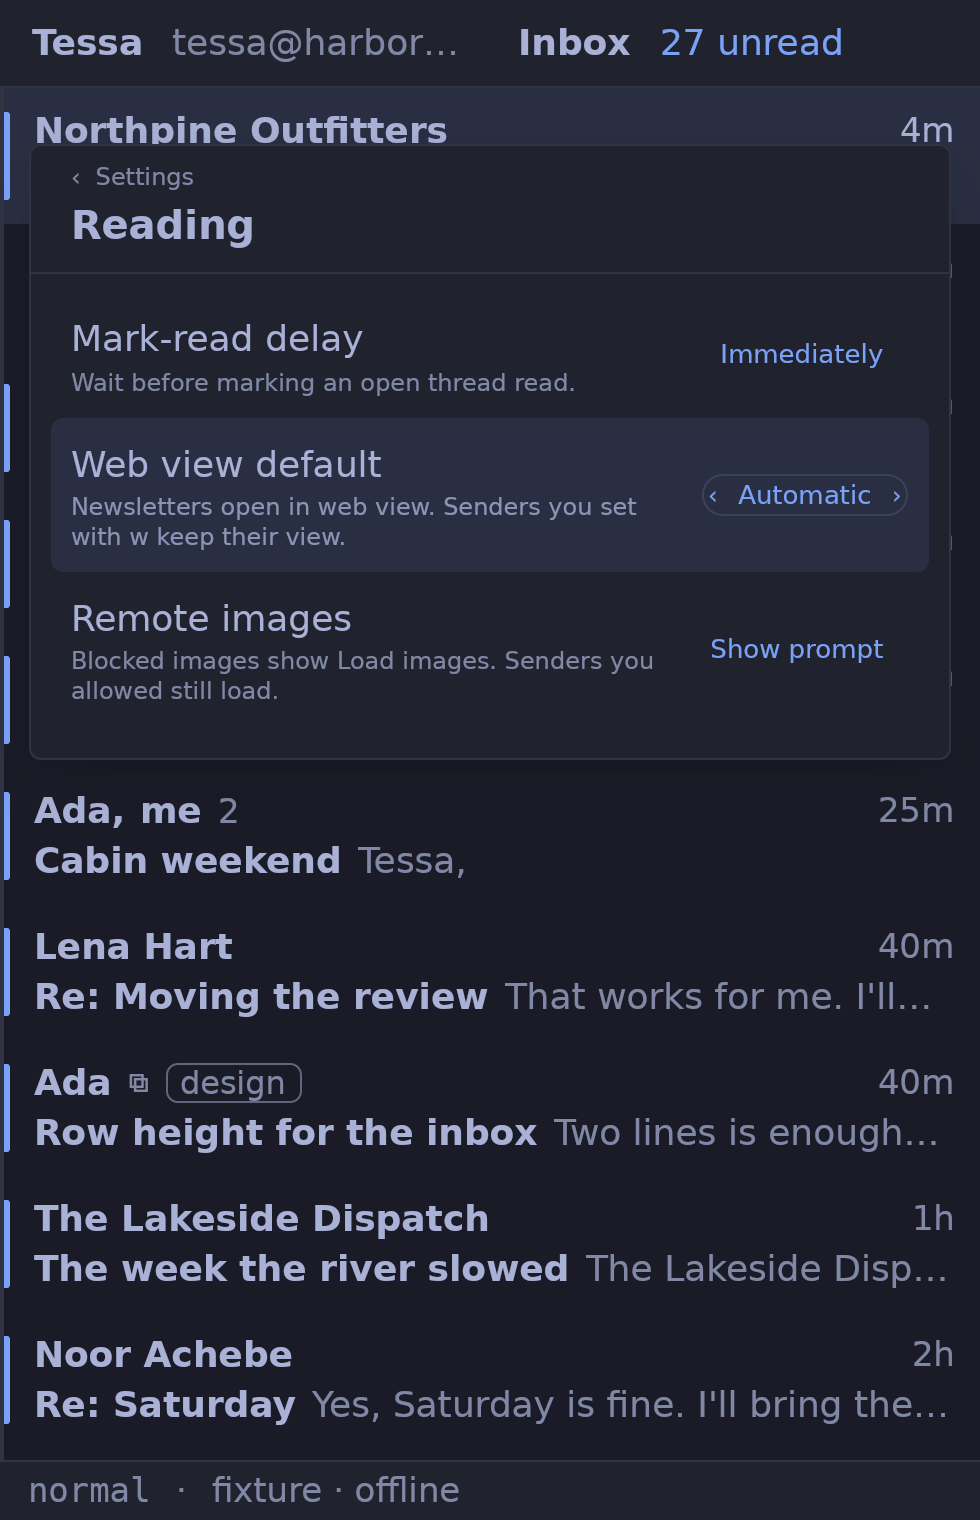 Tessa tessa@harbor… Inbox 27 unread
Northpine Outfitters 4m
‹ Settings
Reading
Mark-read delay
Wait before marking an open thread read.
Immediately
Web view default
Newsletters open in web view. Senders you set
with w keep their view.
‹ Automatic ›
Remote images
Blocked images show Load images. Senders you
allowed still load.
Show prompt
Ada, me 2 25m
Cabin weekend Tessa,
Lena Hart 40m
Re: Moving the review That works for me. I'll…
Ada design 40m
Row height for the inbox Two lines is enough…
The Lakeside Dispatch 1h
The week the river slowed The Lakeside Disp…
Noor Achebe 2h
Re: Saturday Yes, Saturday is fine. I'll bring the…
normal · fixture · offline